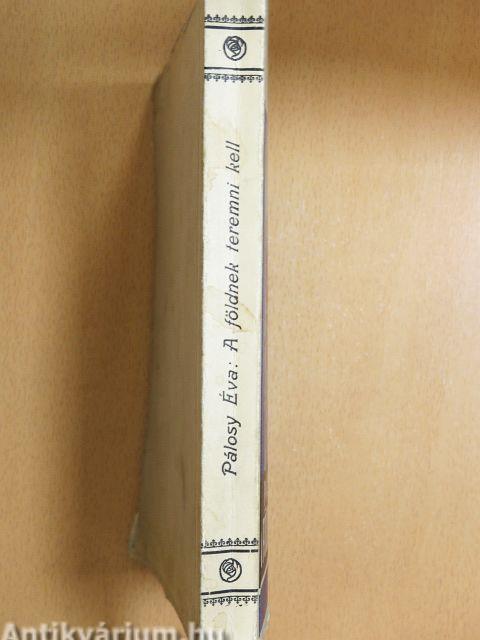 Pálosy Éva: A földnek teremni kell
Antikvárium.hu